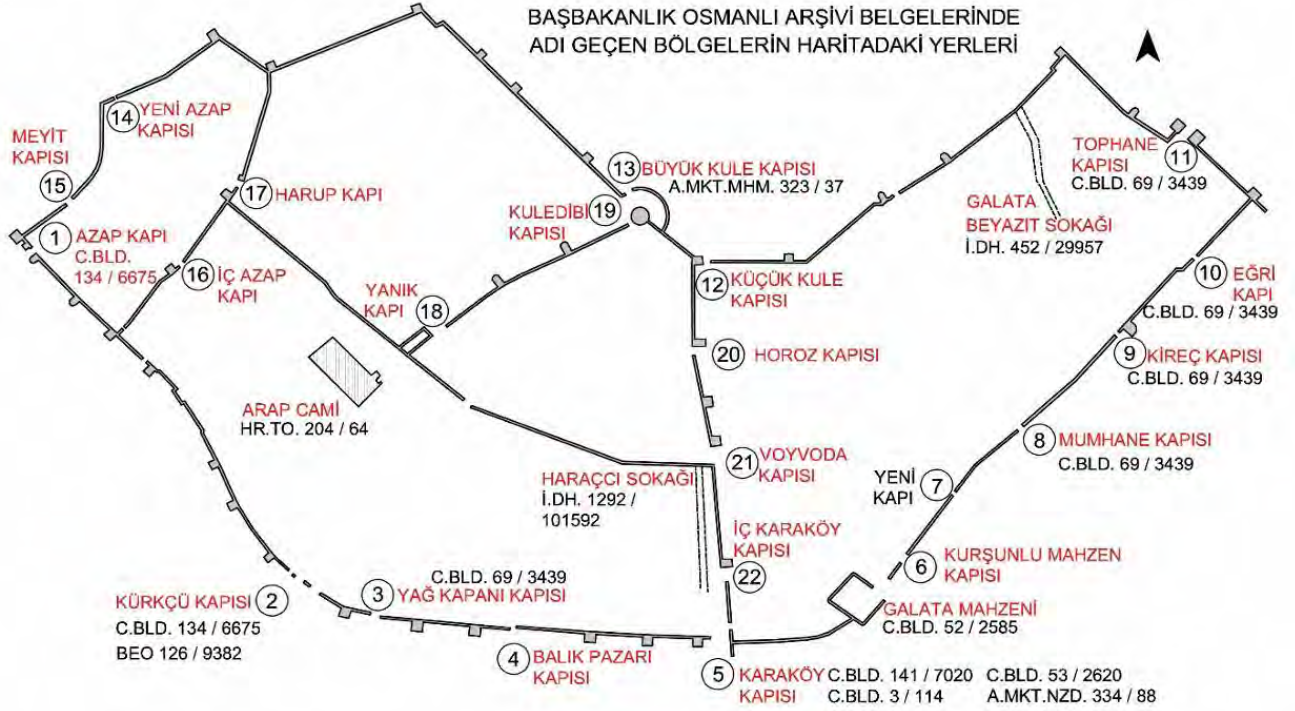 BAŞBAKANLIK OSMANLI ARŞİVİ BELGELERİNDE
ADI GEÇEN BÖLGELERİN HARİTADAKİ YERLERİ
14 YENİ AZAP
KAPISI
MEYİT
KAPISI
15
1 AZAP KAPI
C.BLD.
134 / 6675
16 İÇ AZAP
KAPI
17 HARUP KAPI
13 BÜYÜK KULE KAPISI
A.MKT.MHM. 323 / 37
KULEDİBİ 19
KAPISI
YANIK 18
KAPI
12 KÜÇÜK KULE
KAPISI
20 HOROZ KAPISI
21 VOYVODA
KAPISI
GALATA
BEYAZIT SOKAĞI
İ.DH. 452 / 29957
TOPHANE
KAPISI 11
C.BLD. 69 / 3439
10 EĞRİ
KAPI
C.BLD. 69 / 3439
9 KİREÇ KAPISI
C.BLD. 69 / 3439
8 MUMHANE KAPISI
C.BLD. 69 / 3439
YENİ 7
KAPI
6 KURŞUNLU MAHZEN
KAPISI
GALATA MAHZENİ
C.BLD. 52 / 2585
ARAP CAMİ
HR.TO. 204 / 64
HARAÇCI SOKAĞI
İ.DH. 1292 /
101592
İÇ KARAKÖY
KAPISI
22
KÜRKÇÜ KAPISI 2
C.BLD. 134 / 6675
BEO 126 / 9382
C.BLD. 69 / 3439
3 YAĞ KAPANI KAPISI
4 BALIK PAZARI
KAPISI
5 KARAKÖY C.BLD. 141 / 7020 C.BLD. 53 / 2620
KAPISI C.BLD. 3 / 114 A.MKT.NZD. 334 / 88